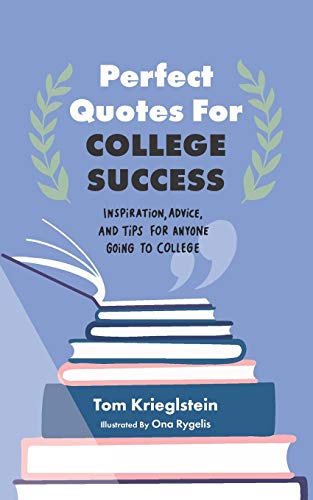 Perfect
Quotes For
COLLEGE
SUCCESS
INSPIRATION, ADVICE,
AND TIPS FOR ANYONE
GOING TO COLLEGE
Tom Krieglstein
Illustrated By Ona Rygelis